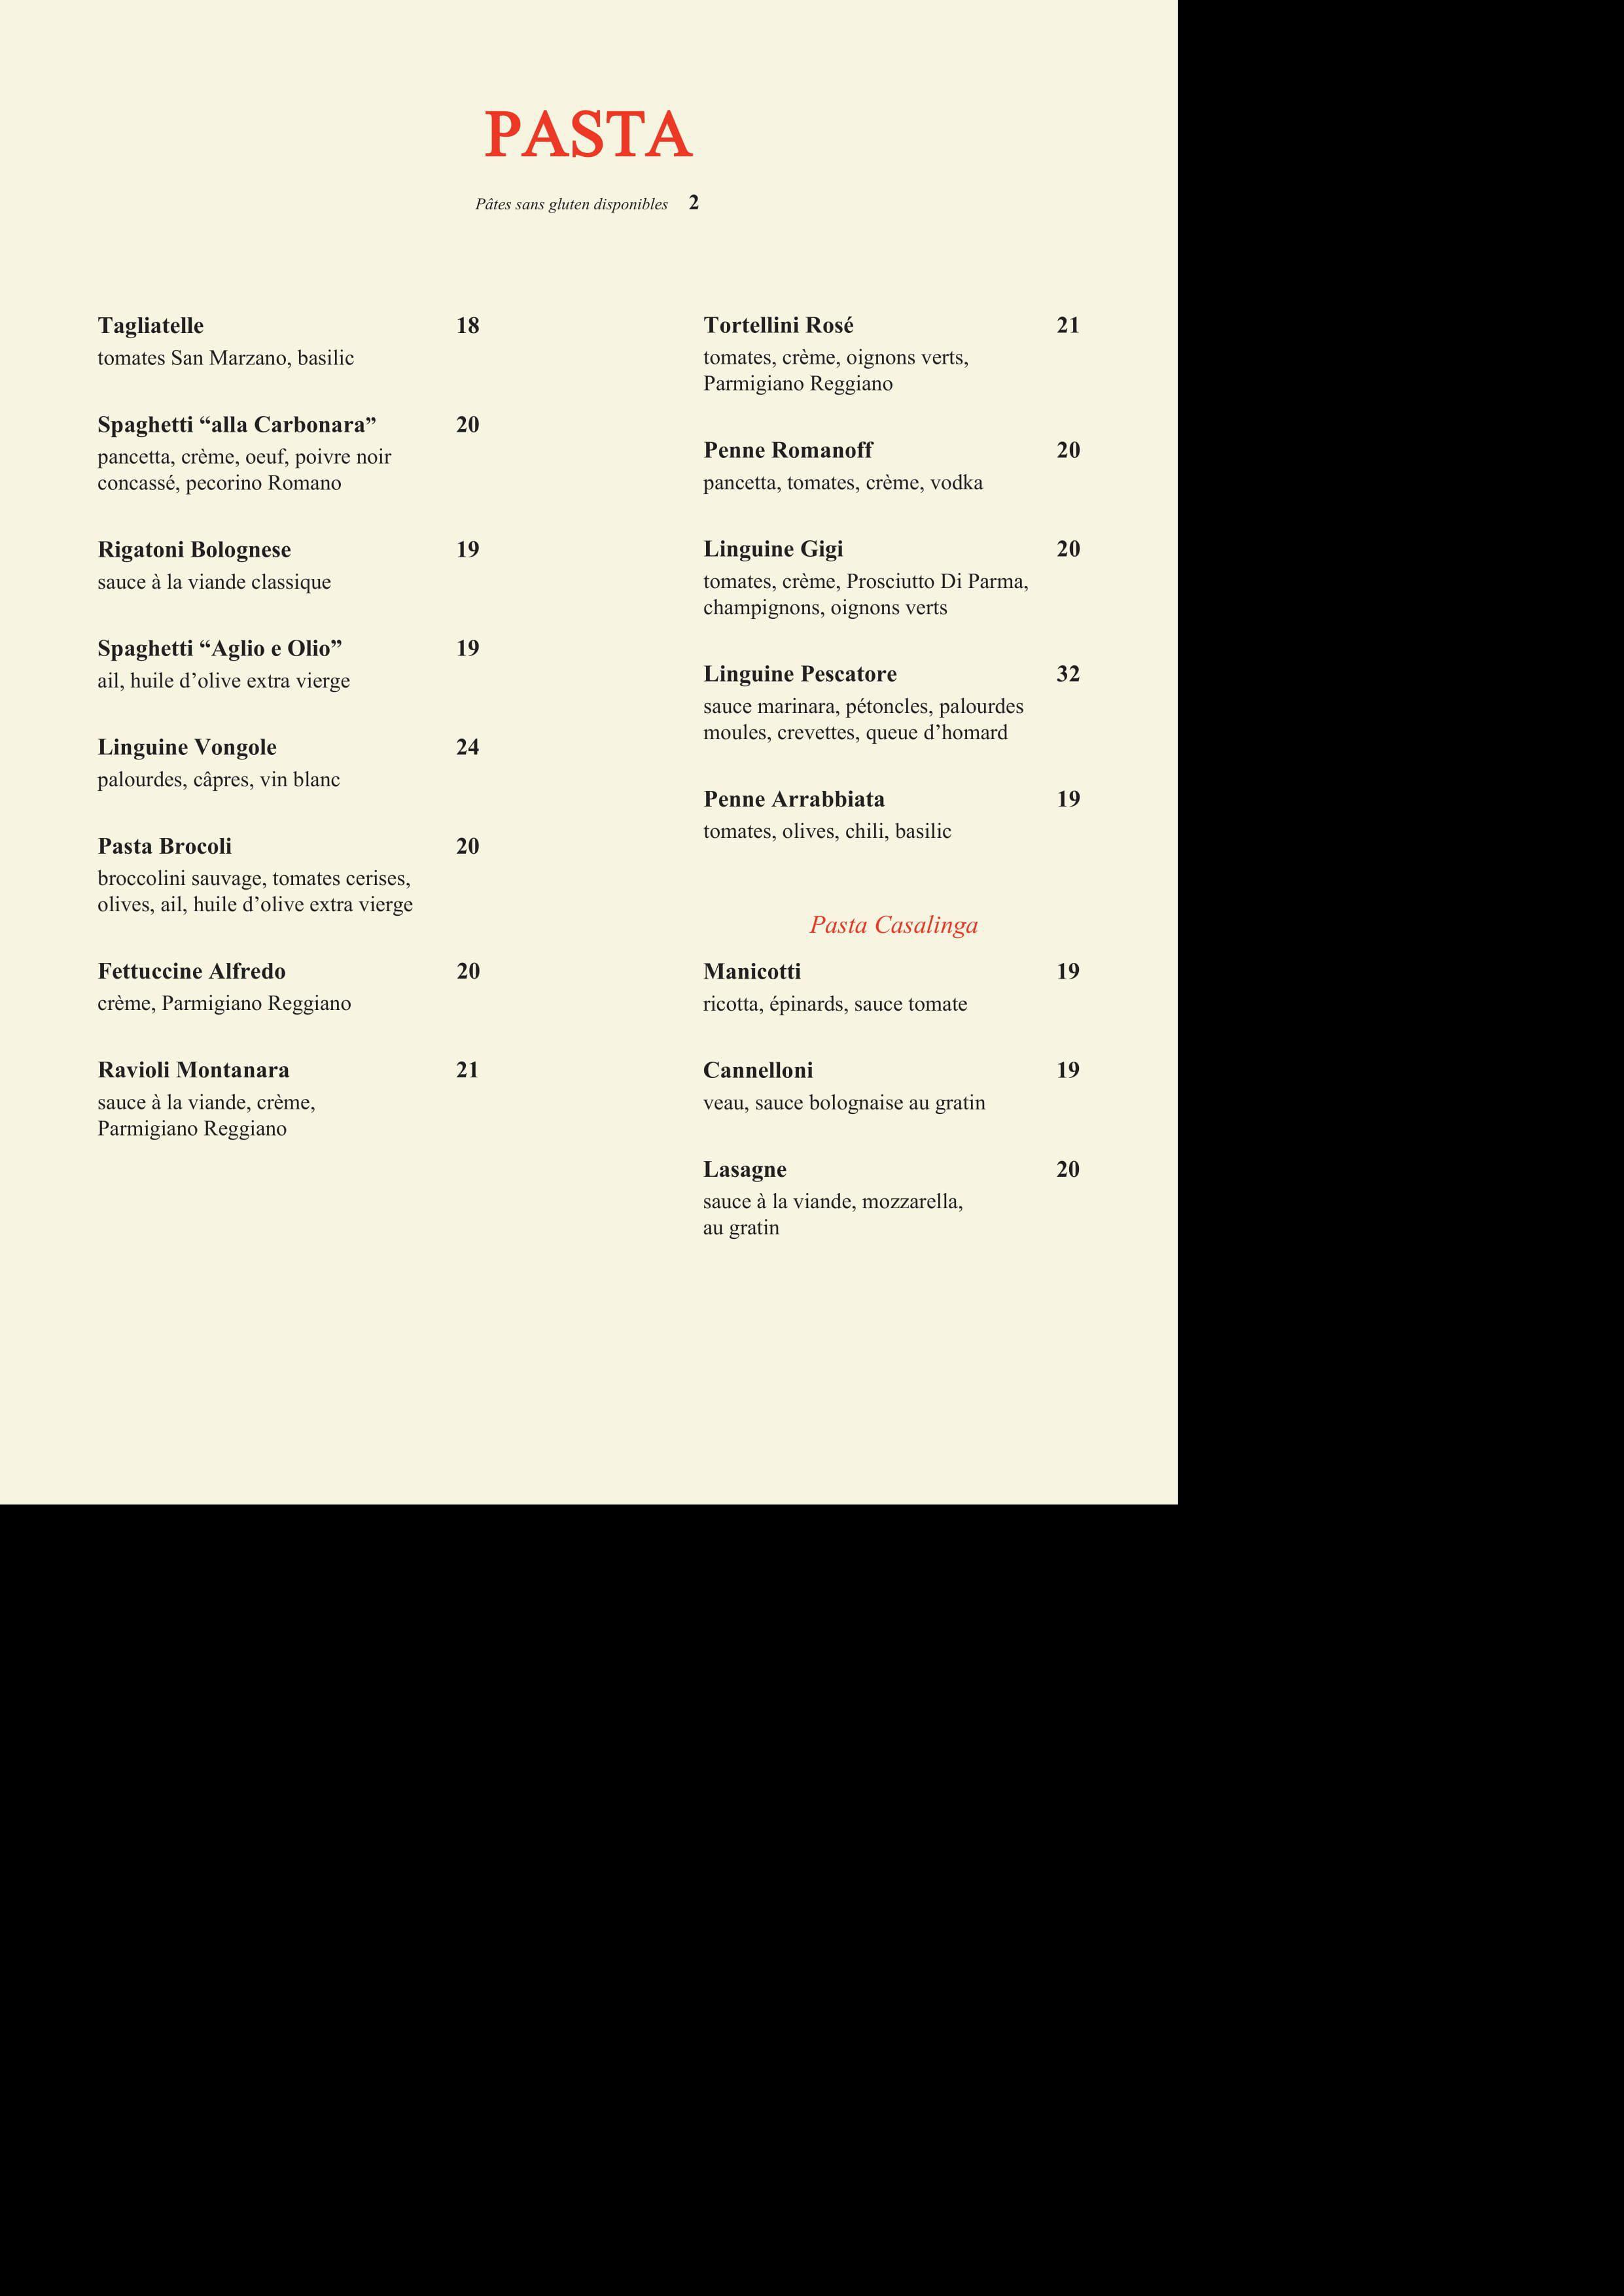 PASTA
Pâtes sans gluten disponibles 2
Tagliatelle 18
tomates San Marzano, basilic
Spaghetti “alla Carbonara” 20
pancetta, crème, oeuf, poivre noir
concassé, pecorino Romano
Rigatoni Bolognese 19
sauce à la viande classique
Spaghetti “Aglio e Olio” 19
ail, huile d’olive extra vierge
Linguine Vongole 24
palourdes, câpres, vin blanc
Pasta Brocoli 20
broccolini sauvage, tomates cerises,
olives, ail, huile d’olive extra vierge
Fettuccine Alfredo 20
crème, Parmigiano Reggiano
Ravioli Montanara 21
sauce à la viande, crème,
Parmigiano Reggiano
Tortellini Rosé 21
tomates, crème, oignons verts,
Parmigiano Reggiano
Penne Romanoff 20
pancetta, tomates, crème, vodka
Linguine Gigi 20
tomates, crème, Prosciutto Di Parma,
champignons, oignons verts
Linguine Pescatore 32
sauce marinara, pétoncles, palourdes
moules, crevettes, queue d’homard
Penne Arrabbiata 19
tomates, olives, chili, basilic
Pasta Casalinga
Manicotti 19
ricotta, épinards, sauce tomate
Cannelloni 19
veau, sauce bolognaise au gratin
Lasagne 20
sauce à la viande, mozzarella,
au gratin